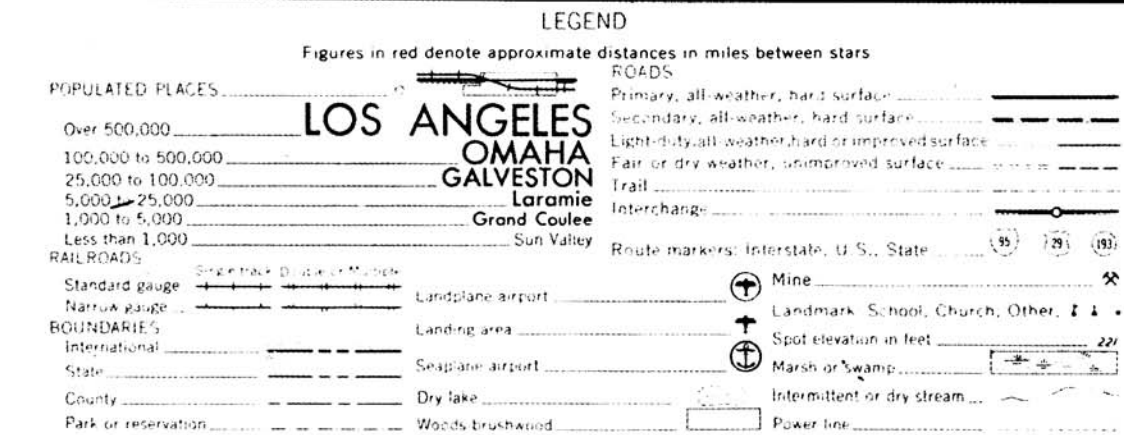 LEGEND
Figures in red denote approximate distances in miles between stars
POPULATED PLACES
Over 500,000 LOS ANGELES
100,000 to 500,000 OMAHA
25,000 to 100,000 GALVESTON
5,000 to 25,000 Laramie
1,000 to 5,000 Grand Coulee
Less than 1,000 Sun Valley
RAILROADS
Single track Double or Multiple
Standard gauge
Narrow gauge
BOUNDARIES
International
State
County
Park or reservation
Landplane airport
Landing area
Seaplane airport
Dry lake
Woods brushwood
ROADS
Primary, all-weather, hard surface
Secondary, all-weather, hard surface
Light-duty, all-weather, hard or improved surface
Fair or dry weather, unimproved surface
Trail
Interchange
Route markers: Interstate, U.S., State 95 29 193
Mine
Landmark: School, Church, Other,
Spot elevation in feet 221
Marsh or swamp
Intermittent or dry stream
Power line